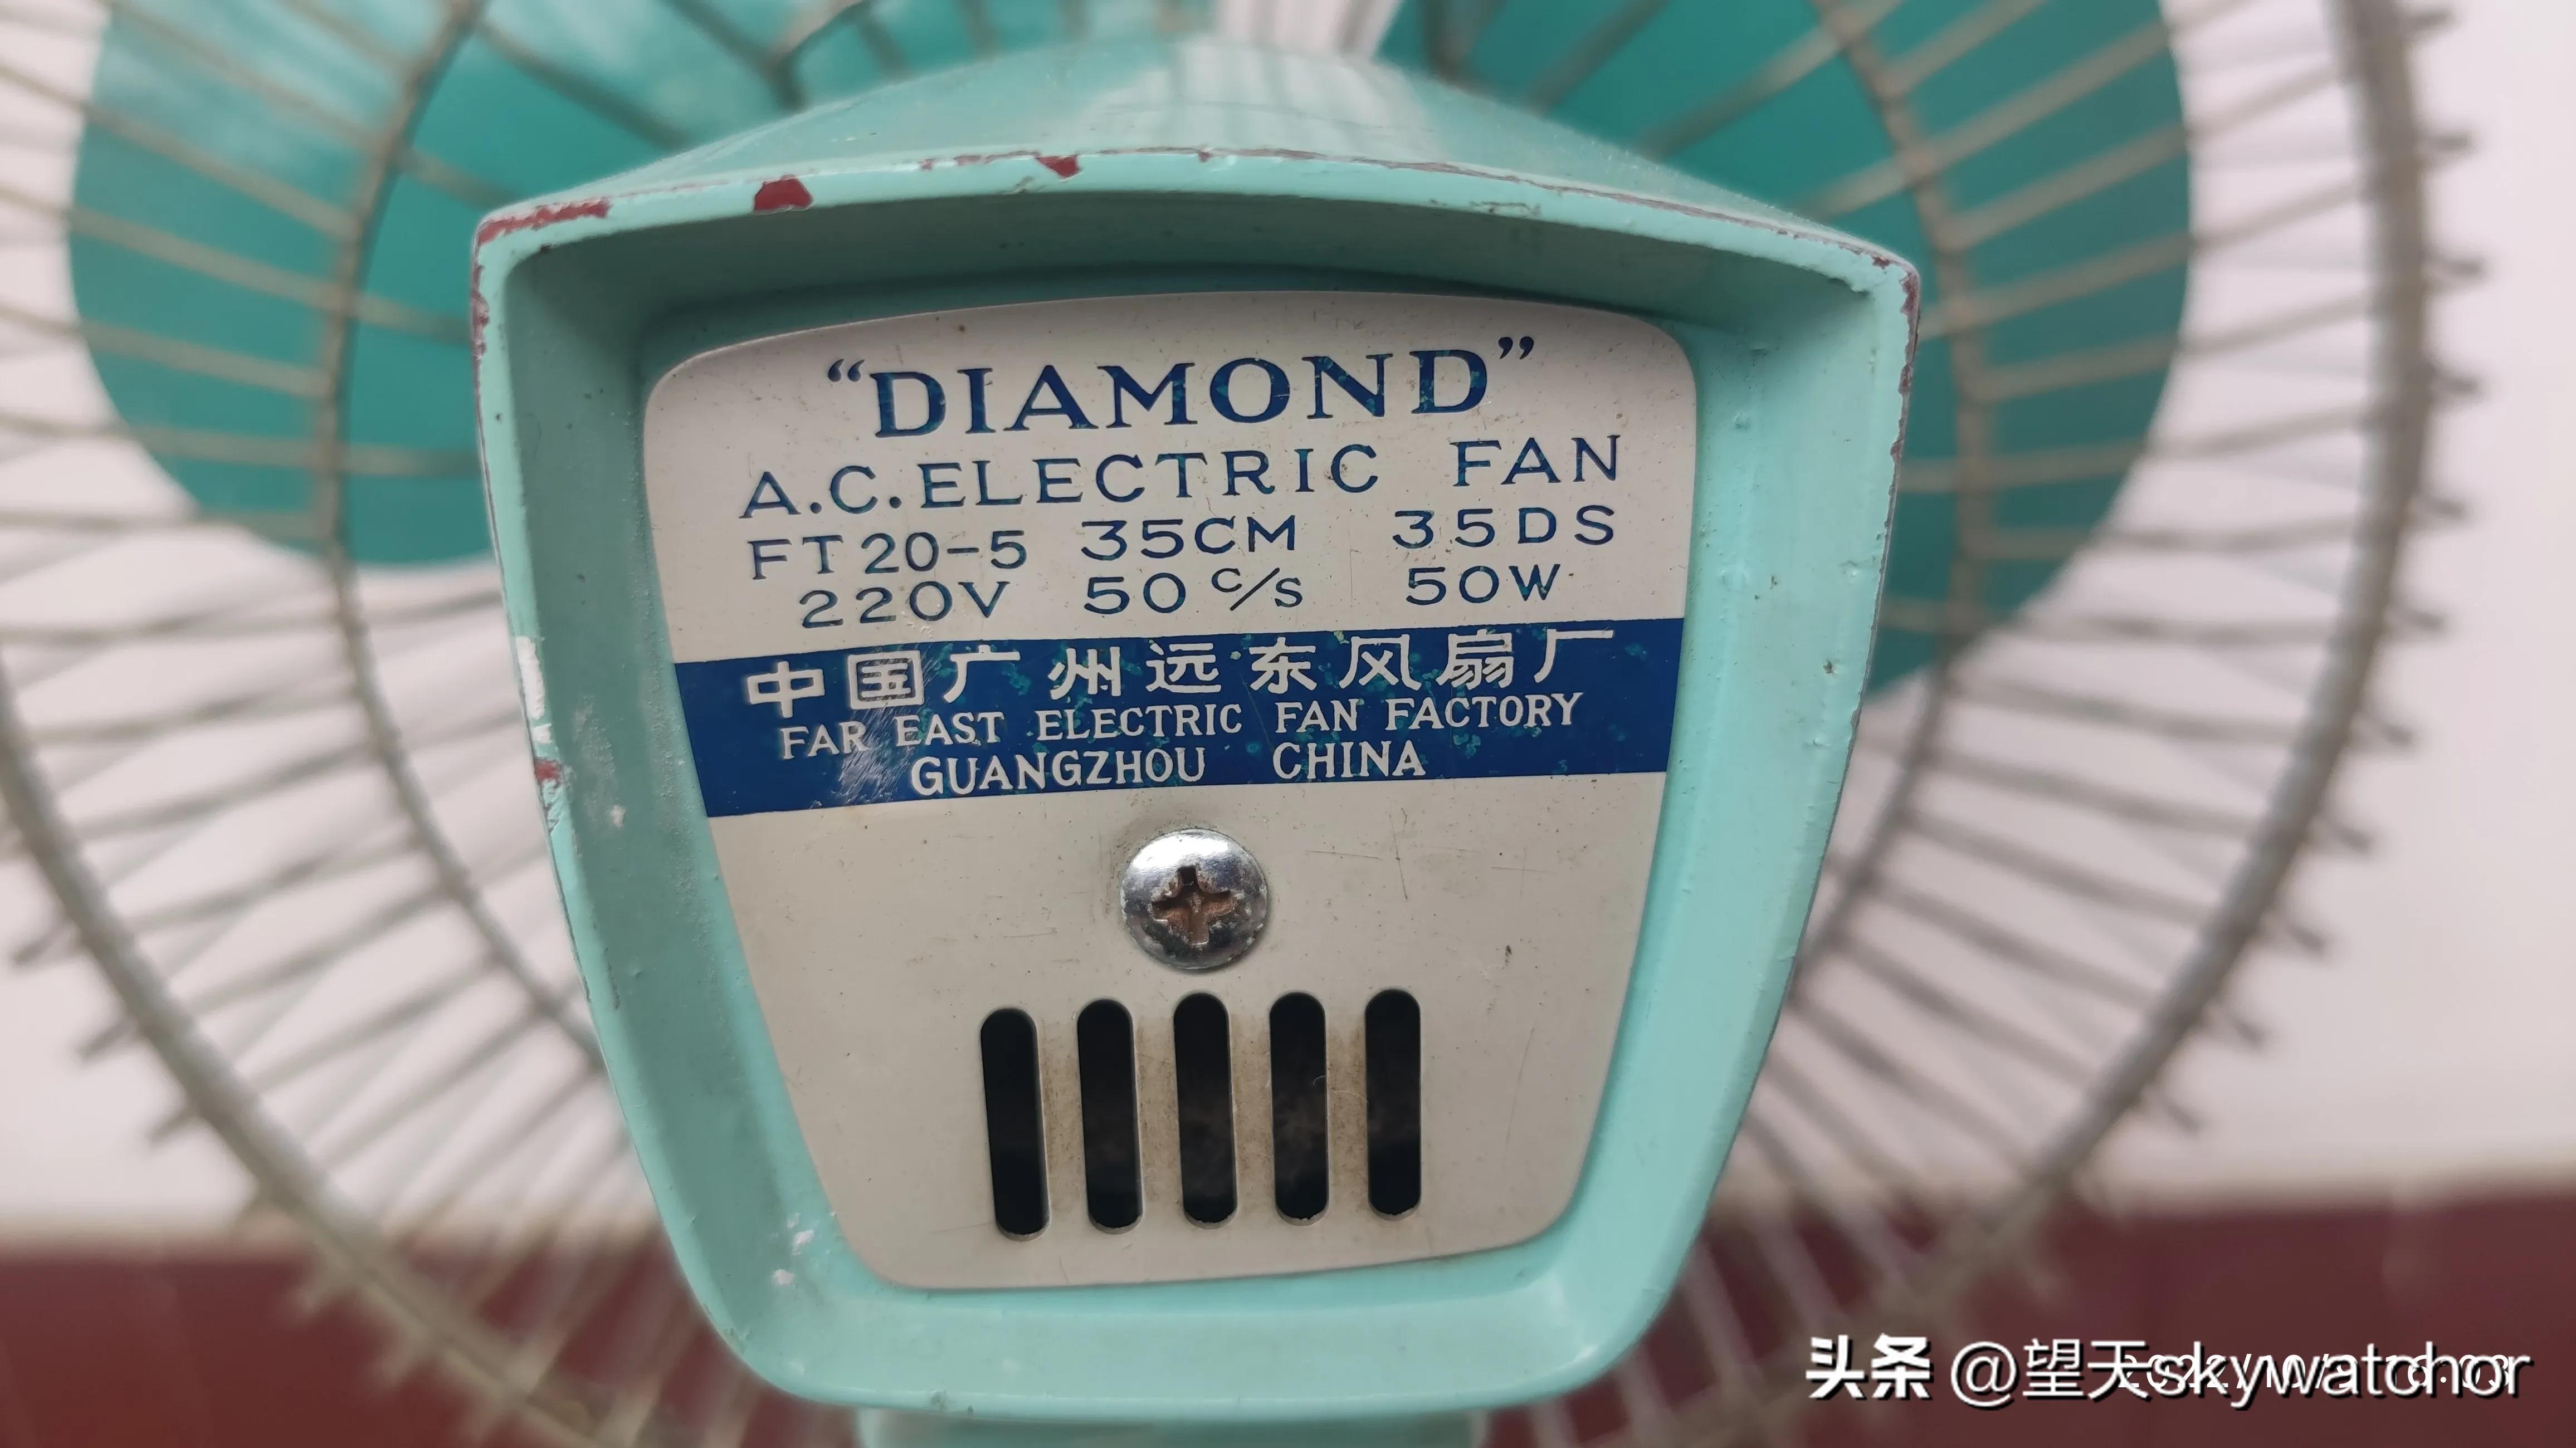 “DIAMOND”
A.C.ELECTRIC FAN
FT20-5 35CM 35DS
220V 50 C/S 50W
中国广州远东风扇厂
FAR EAST ELECTRIC FAN FACTORY
GUANGZHOU CHINA
头条 @望天skywatchor